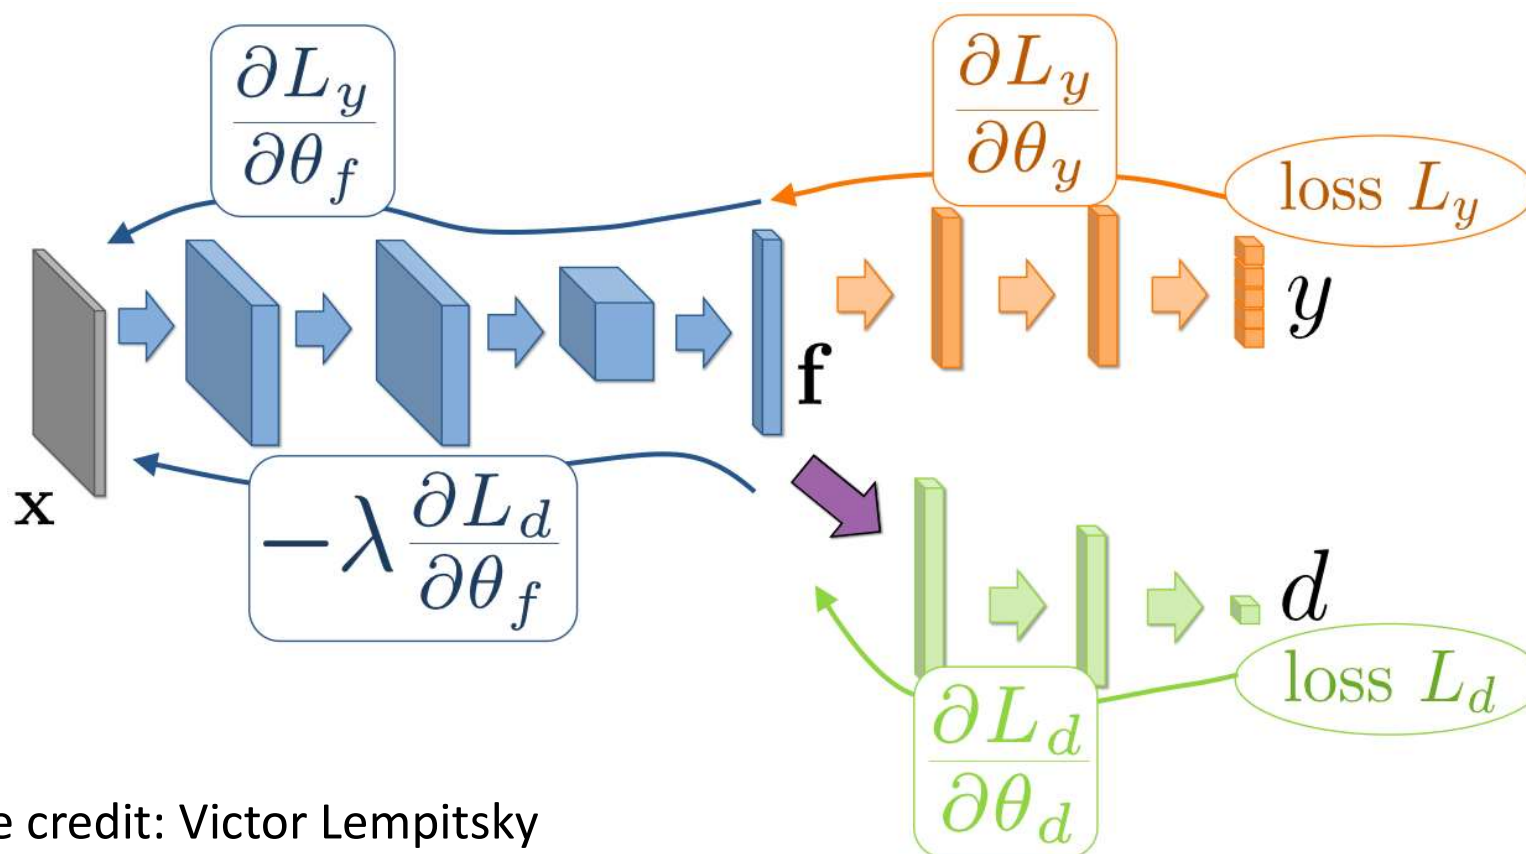 ∂L_y/∂θ_f
∂L_y/∂θ_y
loss L_y
y
f
x
−λ ∂L_d/∂θ_f
d
loss L_d
∂L_d/∂θ_d
e credit: Victor Lempitsky